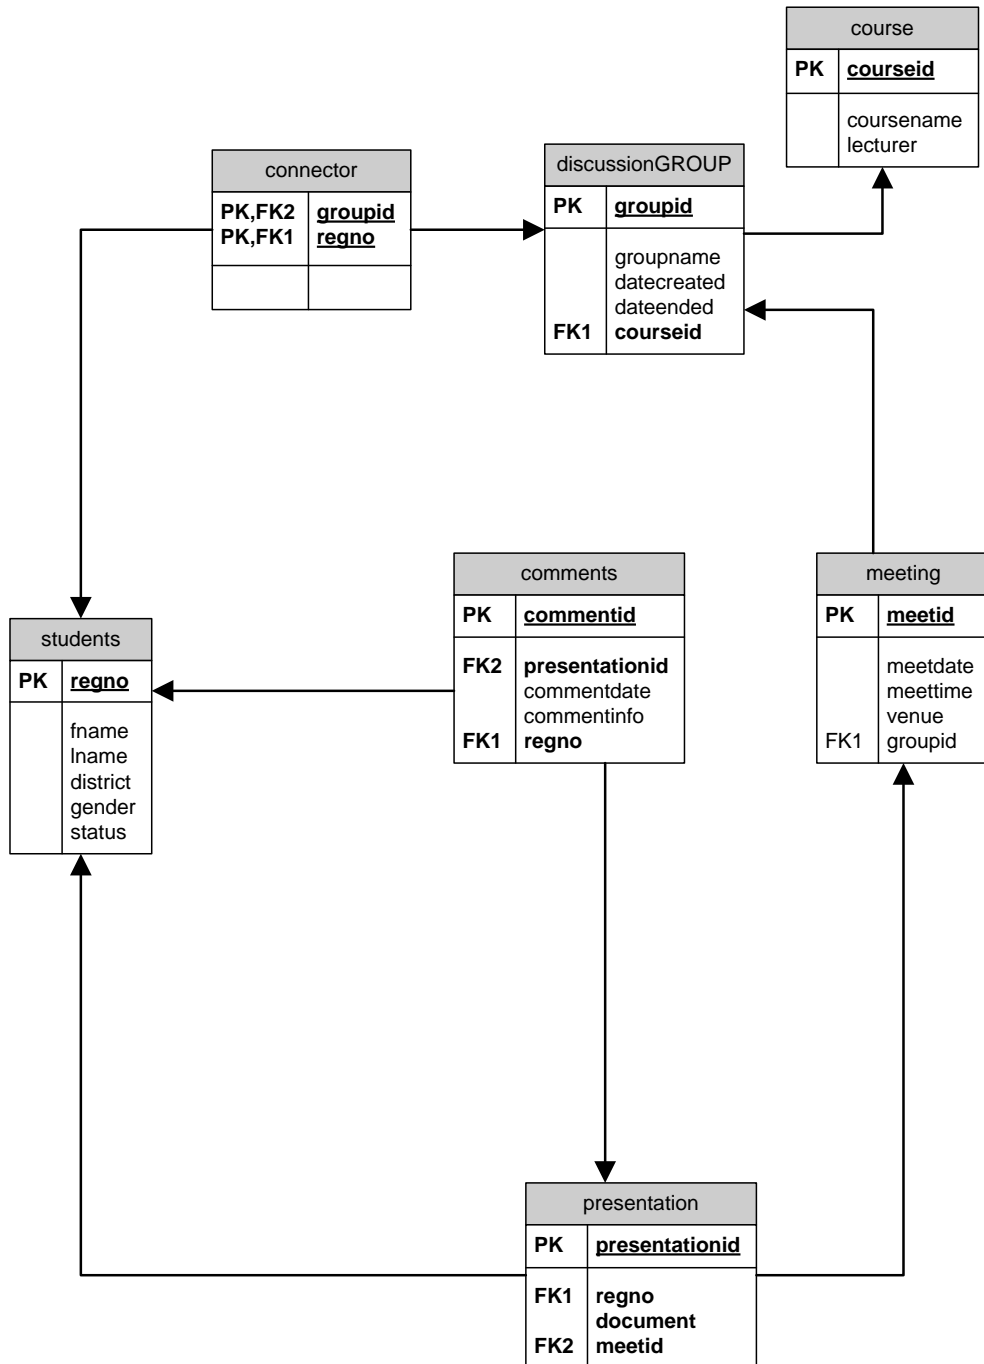 course
PK courseid
coursename
lecturer
connector
PK,FK2 groupid
PK,FK1 regno
discussionGROUP
PK groupid
groupname
datecreated
dateended
FK1 courseid
comments
PK commentid
FK2 presentationid
commentdate
commentinfo
FK1 regno
meeting
PK meetid
meetdate
meettime
venue
FK1 groupid
students
PK regno
fname
lname
district
gender
status
presentation
PK presentationid
FK1 regno
document
FK2 meetid